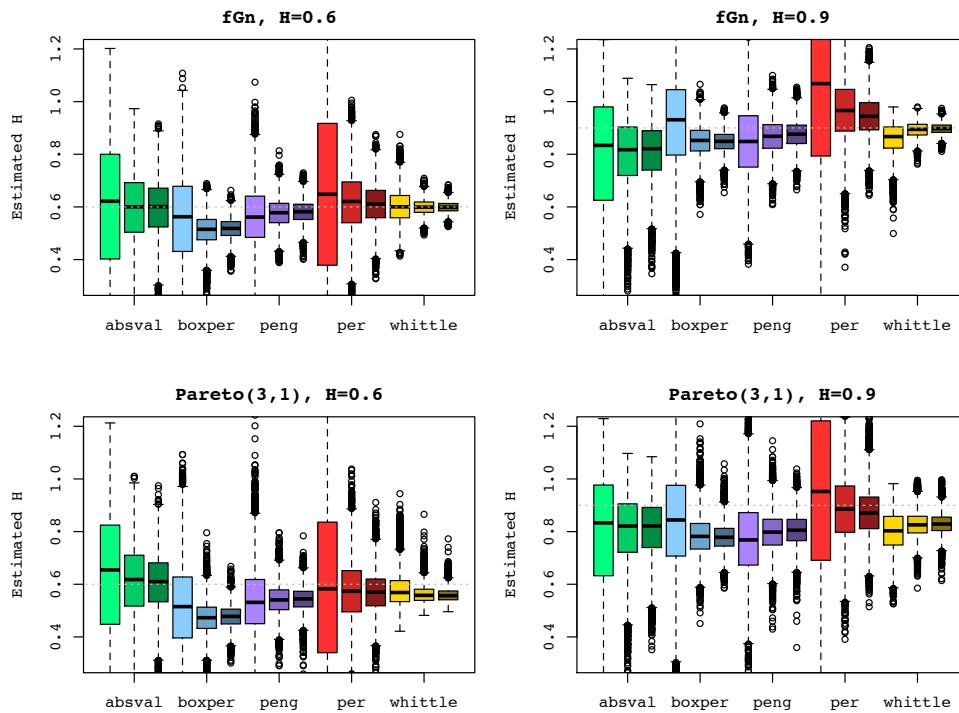 fGn, H=0.6
Estimated H
0.4 0.6 0.8 1.0 1.2
absval boxper peng per whittle
fGn, H=0.9
Estimated H
0.4 0.6 0.8 1.0 1.2
absval boxper peng per whittle
Pareto(3,1), H=0.6
Estimated H
0.4 0.6 0.8 1.0 1.2
absval boxper peng per whittle
Pareto(3,1), H=0.9
Estimated H
0.4 0.6 0.8 1.0 1.2
absval boxper peng per whittle